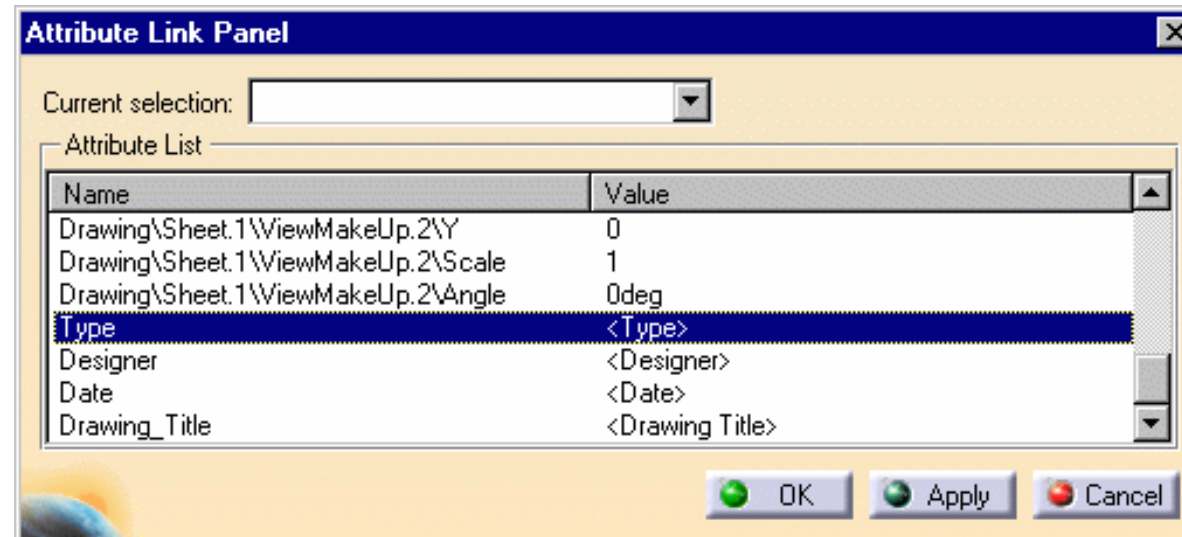 Attribute Link Panel
Current selection:
Attribute List
Name Value
Drawing\Sheet.1\ViewMakeUp.2\Y 0
Drawing\Sheet.1\ViewMakeUp.2\Scale 1
Drawing\Sheet.1\ViewMakeUp.2\Angle 0deg
Type <Type>
Designer <Designer>
Date <Date>
Drawing_Title <Drawing Title>
OK Apply Cancel